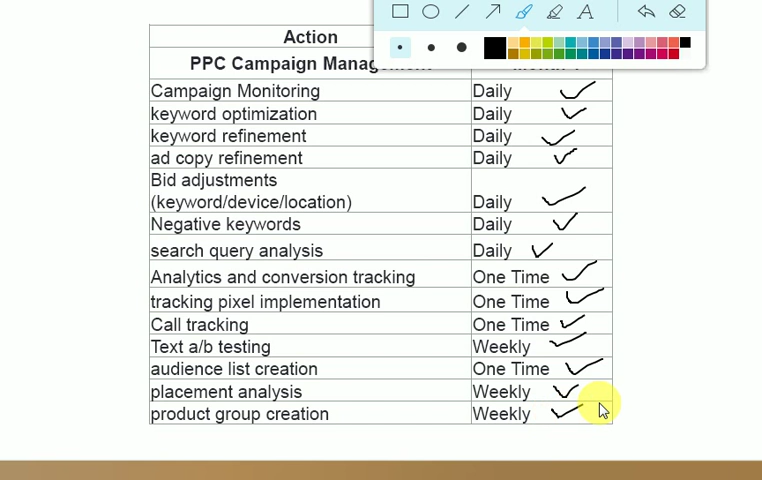 Action
PPC Campaign Management
Campaign Monitoring Daily
keyword optimization Daily
keyword refinement Daily
ad copy refinement Daily
Bid adjustments
(keyword/device/location) Daily
Negative keywords Daily
search query analysis Daily
Analytics and conversion tracking One Time
tracking pixel implementation One Time
Call tracking One Time
Text a/b testing Weekly
audience list creation One Time
placement analysis Weekly
product group creation Weekly